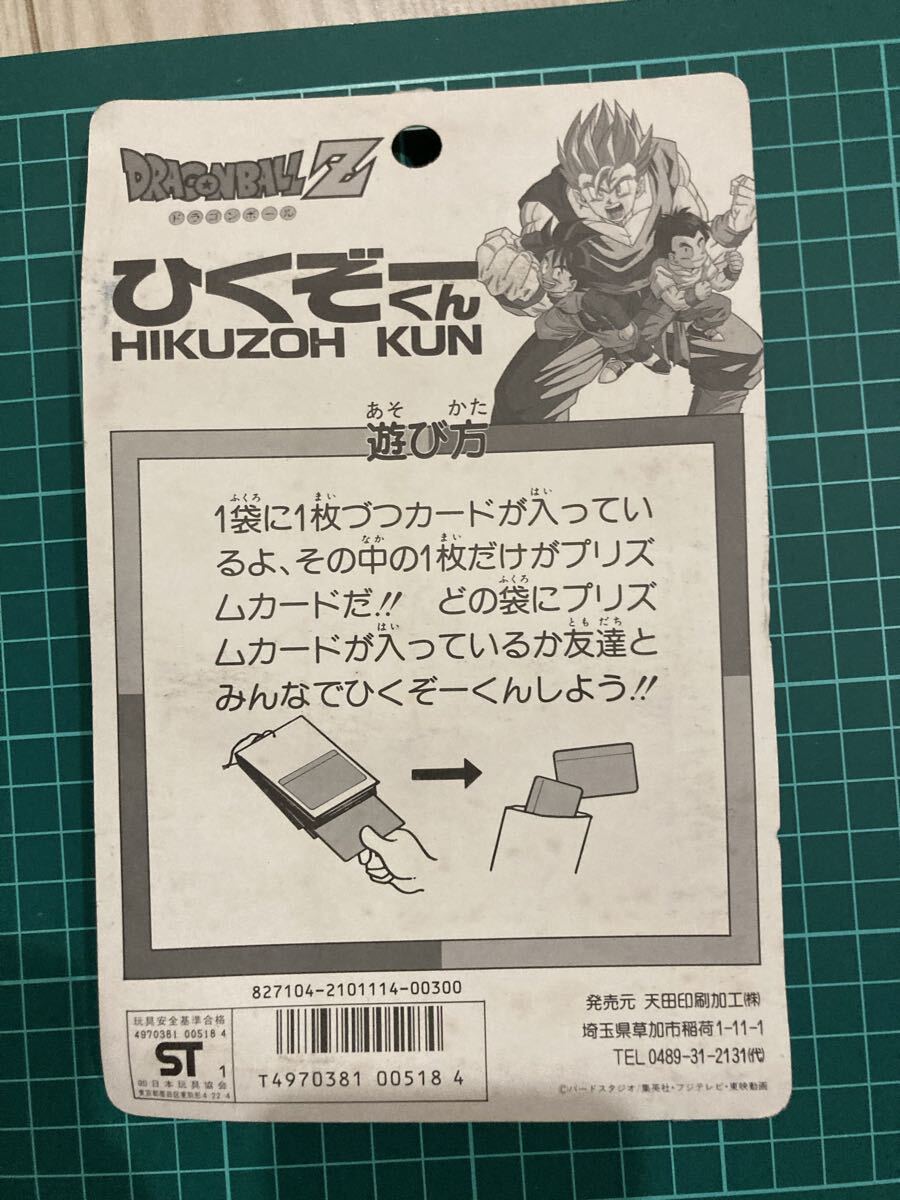 DRAGONBALL Z
ドラゴンボール
ひくぞーくん
HIKUZOH KUN
あそ かた
遊び方
ふくろ まい はい
1袋に1枚づつカードが入ってい
なか まい
るよ、その中の1枚だけがプリズ
ふくろ
ムカードだ!! どの袋にプリズ
はい ともだち
ムカードが入っているか友達と
みんなでひくぞーくんしよう!!
827104-2101114-00300
玩具安全基準合格
4970381 00518 4
ST 1
日本玩具協会
T4970381 00518 4
発売元 天田印刷加工㈱
埼玉県草加市稲荷1-11-1
TEL 0489-31-2131㈹
©バードスタジオ/集英社・フジテレビ・東映動画